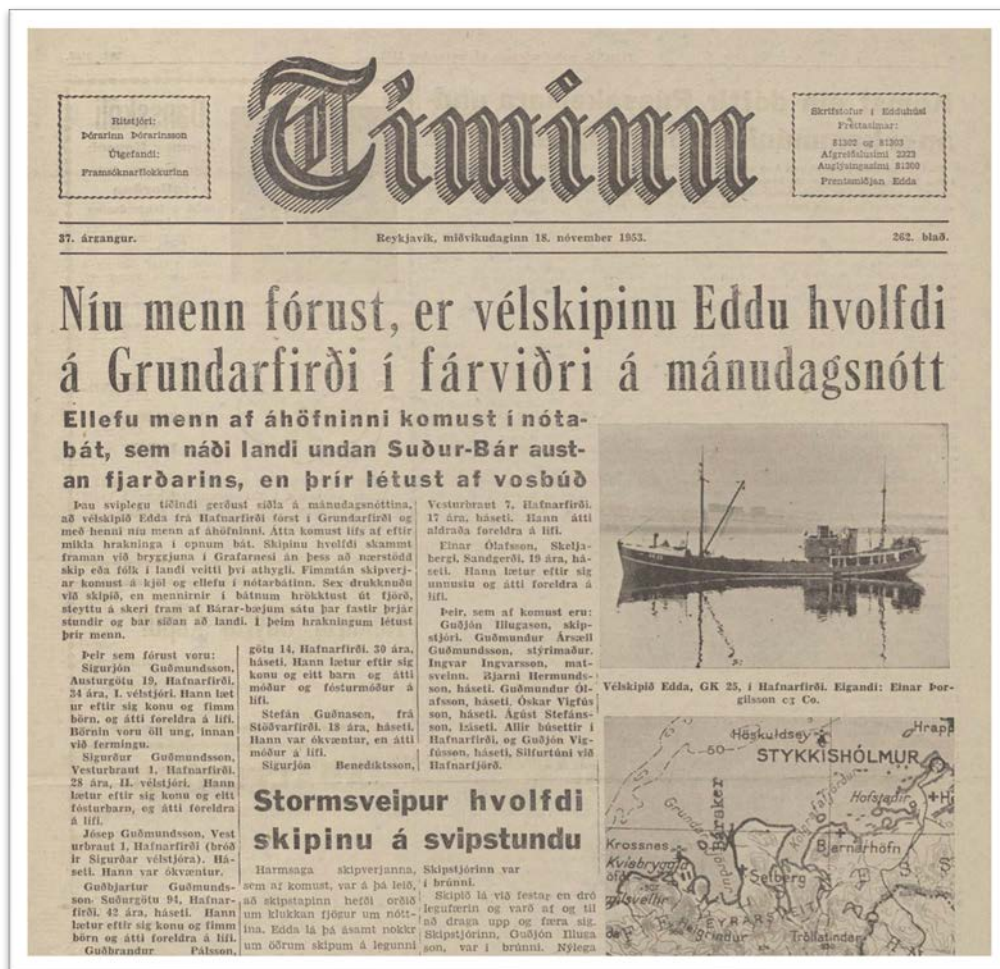 Ritstjóri:
Þórarinn Þórarinsson
Útgefandi:
Framsóknarflokkurinn
Tíminn
Skrifstofur í Edduhúsi
Fréttasímar:
81302 og 81303
Afgreiðslusími 2323
Auglýsingasími 81300
Prentsmiðjan Edda
37. árgangur.
Reykjavík, miðvikudaginn 18. nóvember 1953.
262. blað.
Níu menn fórust, er vélskipinu Eddu hvolfdi
á Grundarfirði í fárviðri á mánudagsnótt
Ellefu menn af áhöfninni komust í nóta-
bát, sem náði landi undan Suður-Bár aust-
an fjarðarins, en þrír létust af vosbúð
Þau sviplegu tíðindi gerðust síðla á mánudagsnóttina,
að vélskipið Edda frá Hafnarfirði fórst í Grundarfirði og
með henni níu menn af áhöfninni. Átta komust lífs af eftir
mikla hrakninga í opnum bát. Skipinu hvolfdi skammt
framan við bryggjuna í Grafarnesi án þess að nærstödd
skip eða fólk í landi veitti því athygli. Fimmtán skipverj-
ar komust á kjöl og ellefu í nótarbátinn. Sex drukknuðu
við skipið, en mennirnir í bátnum hröktust út fjörð,
steyttu á skeri fram af Bárar-bæjum sátu þar fastir þrjár
stundir og bar síðan að landi. Í þeim hrakningum létust
þrír menn.
Þeir sem fórust voru:
Sigurjón Guðmundsson,
Austurgötu 19, Hafnarfirði,
34 ára, I. vélstjóri. Hann læt
ur eftir sig konu og fimm
börn, og átti foreldra á lífi.
Börnin voru öll ung, innan
við fermingu.
Sigurður Guðmundsson,
Vesturbraut 1, Hafnarfirði.
28 ára, II. vélstjóri. Hann
lætur eftir sig konu og eitt
fósturbarn, og átti foreldra
á lífi.
Jósep Guðmundsson, Vest
urbraut 1, Hafnarfirði (bróð
ir Sigurðar vélstjóra). Há-
seti. Hann var ókvæntur.
Guðbjartur Guðmunds-
son. Suðurgötu 94, Hafnar-
firði. 42 ára, háseti. Hann
lætur eftir sig konu og fimm
börn og átti foreldra á lífi.
Guðbrandur Pálsson,
götu 14, Hafnarfirði. 30 ára,
háseti. Hann lætur eftir sig
konu og eitt barn og átti
móður og fósturmóður á
lífi.
Stefán Guðnason, frá
Stöðvarfirði. 18 ára, háseti.
Hann var ókvæntur, en átti
móður á lífi.
Sigurjón Benediktsson,
Vesturbraut 7, Hafnarfirði.
17 ára, háseti. Hann átti
aldraða foreldra á lífi.
Einar Ólafsson, Skelja-
bergi, Sandgerði. 19 ára, há-
seti. Hann lætur eftir sig
unnustu og átti foreldra á
lífi.
Þeir, sem af komust eru:
Guðjón Illugason, skip-
stjóri. Guðmundur Ársæll
Guðmundsson, stýrimaður.
Ingvar Ingvarsson, mat-
sveinn. Bjarni Hermunds-
son, háseti. Guðmundur Ól-
afsson, háseti. Óskar Vigfús
son, háseti. Ágúst Stefáns-
son, háseti. Allir búsettir í
Hafnarfirði, og Guðjón Vig-
fússon, háseti, Silfurtúni við
Hafnarfjörð.
Vélskipið Edda, GK 25, í Hafnarfirði. Eigandi: Einar Þor-
gilsson og Co.
Stormsveipur hvolfdi
skipinu á svipstundu
Harmsaga skipverjanna,
sem af komust, var á þá leið,
að skipstapinn hefði orðið
um klukkan fjögur um nótt-
ina. Edda lá þá ásamt nokkr
um öðrum skipum á legunni
Skipstjórinn var
í brúnni.
Skipið lá við festar en dró
legufærin og varð af og til
að draga upp og færa sig.
Skipstjórinn, Guðjón Illuga
son, var í brúnni. Nýlega
Höskuldsey
50
STYKKISHÓLMUR
Hrapp
Hofstaðir
Krossnes
Bjarnarhöfn
Selberg
EYRARSVEIT
Helgrindur
Tröllatindar